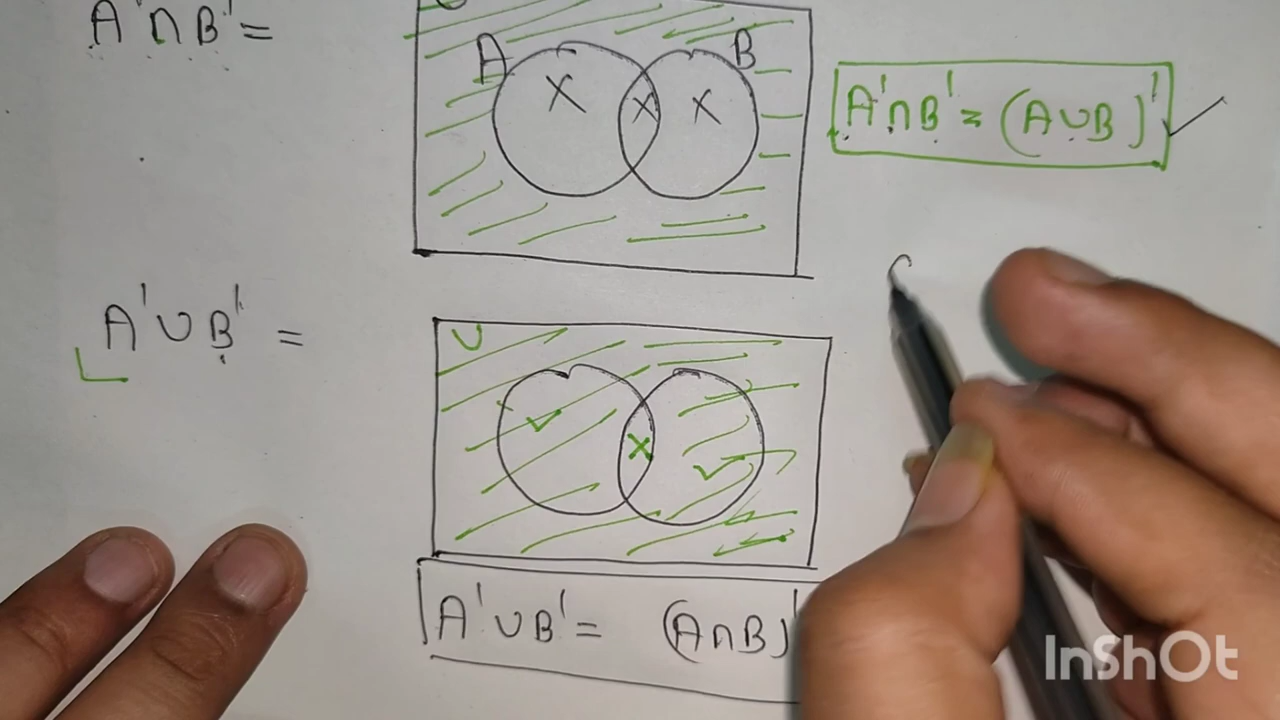 A' ∩ B' =
U
A
B
A' ∩ B' = (A ∪ B)'
A' ∪ B' =
U
A' ∪ B' = (A ∩ B)'
InShOt